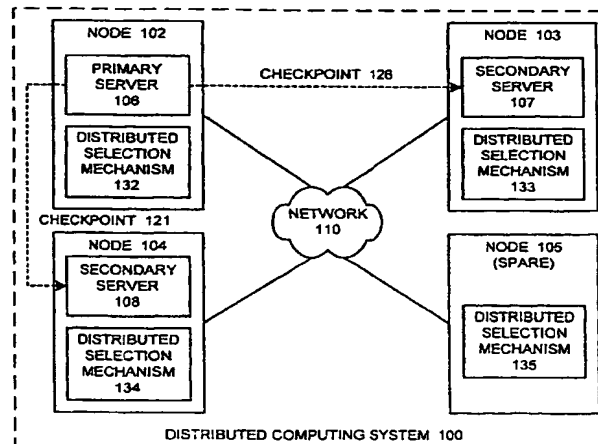 NODE 102
PRIMARY
SERVER
106
DISTRIBUTED
SELECTION
MECHANISM
132
CHECKPOINT 126
NODE 103
SECONDARY
SERVER
107
DISTRIBUTED
SELECTION
MECHANISM
133
NETWORK
110
CHECKPOINT 121
NODE 104
SECONDARY
SERVER
108
DISTRIBUTED
SELECTION
MECHANISM
134
NODE 105
(SPARE)
DISTRIBUTED
SELECTION
MECHANISM
135
DISTRIBUTED COMPUTING SYSTEM 100